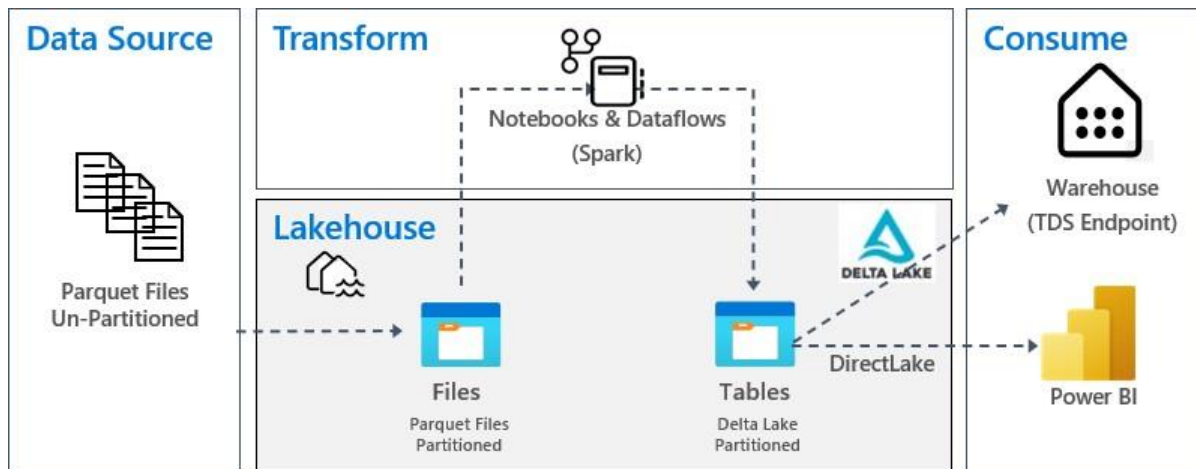 Data Source
Parquet Files
Un-Partitioned
Transform
Notebooks & Dataflows
(Spark)
Lakehouse
DELTA LAKE
Files
Parquet Files
Partitioned
Tables
Delta Lake
Partitioned
DirectLake
Consume
Warehouse
(TDS Endpoint)
Power BI